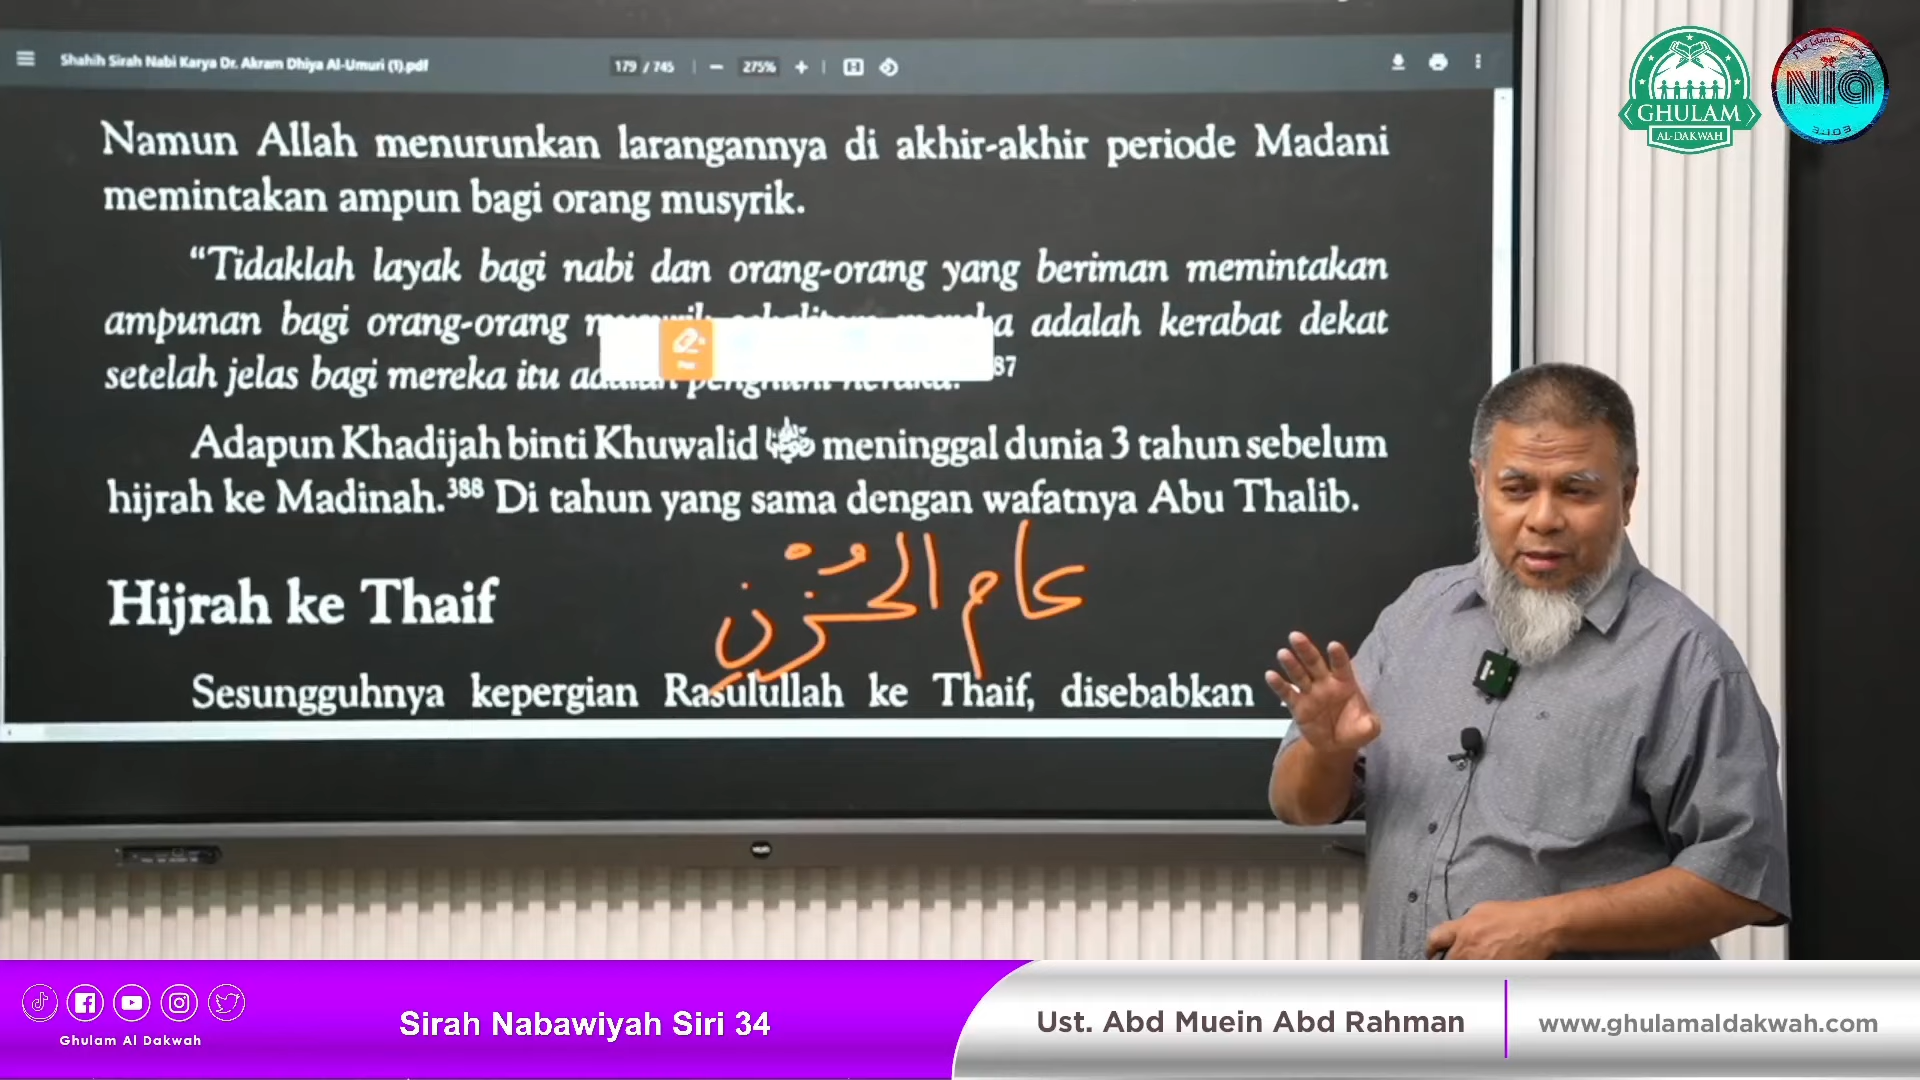 Shahih Sirah Nabi Karya Dr. Akram Dhiya Al-Umuri (1).pdf
179 / 745
275%
Namun Allah menurunkan larangannya di akhir-akhir periode Madani
memintakan ampun bagi orang musyrik.
“Tidaklah layak bagi nabi dan orang-orang yang beriman memintakan
ampunan bagi orang-orang adalah kerabat dekat
setelah jelas bagi mereka itu
87
Adapun Khadijah binti Khuwalid meninggal dunia 3 tahun sebelum
hijrah ke Madinah.388 Di tahun yang sama dengan wafatnya Abu Thalib.
عام الحُزْنِ
Hijrah ke Thaif
Sesungguhnya kepergian Rasulullah ke Thaif, disebabkan
GHULAM
AL-DAKWAH
NIA
Ghulam Al Dakwah
Sirah Nabawiyah Siri 34
Ust. Abd Muein Abd Rahman
www.ghulamaldakwah.com